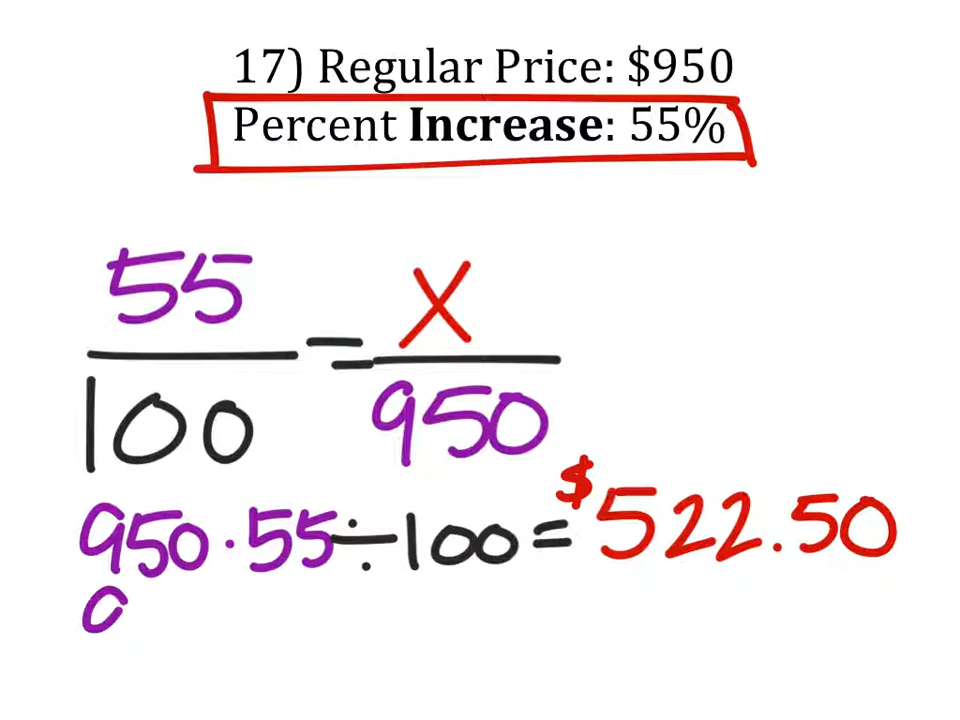 17) Regular Price: $950
Percent Increase: 55%
55/100 = X/950
950 · 55 ÷ 100 = $522.50